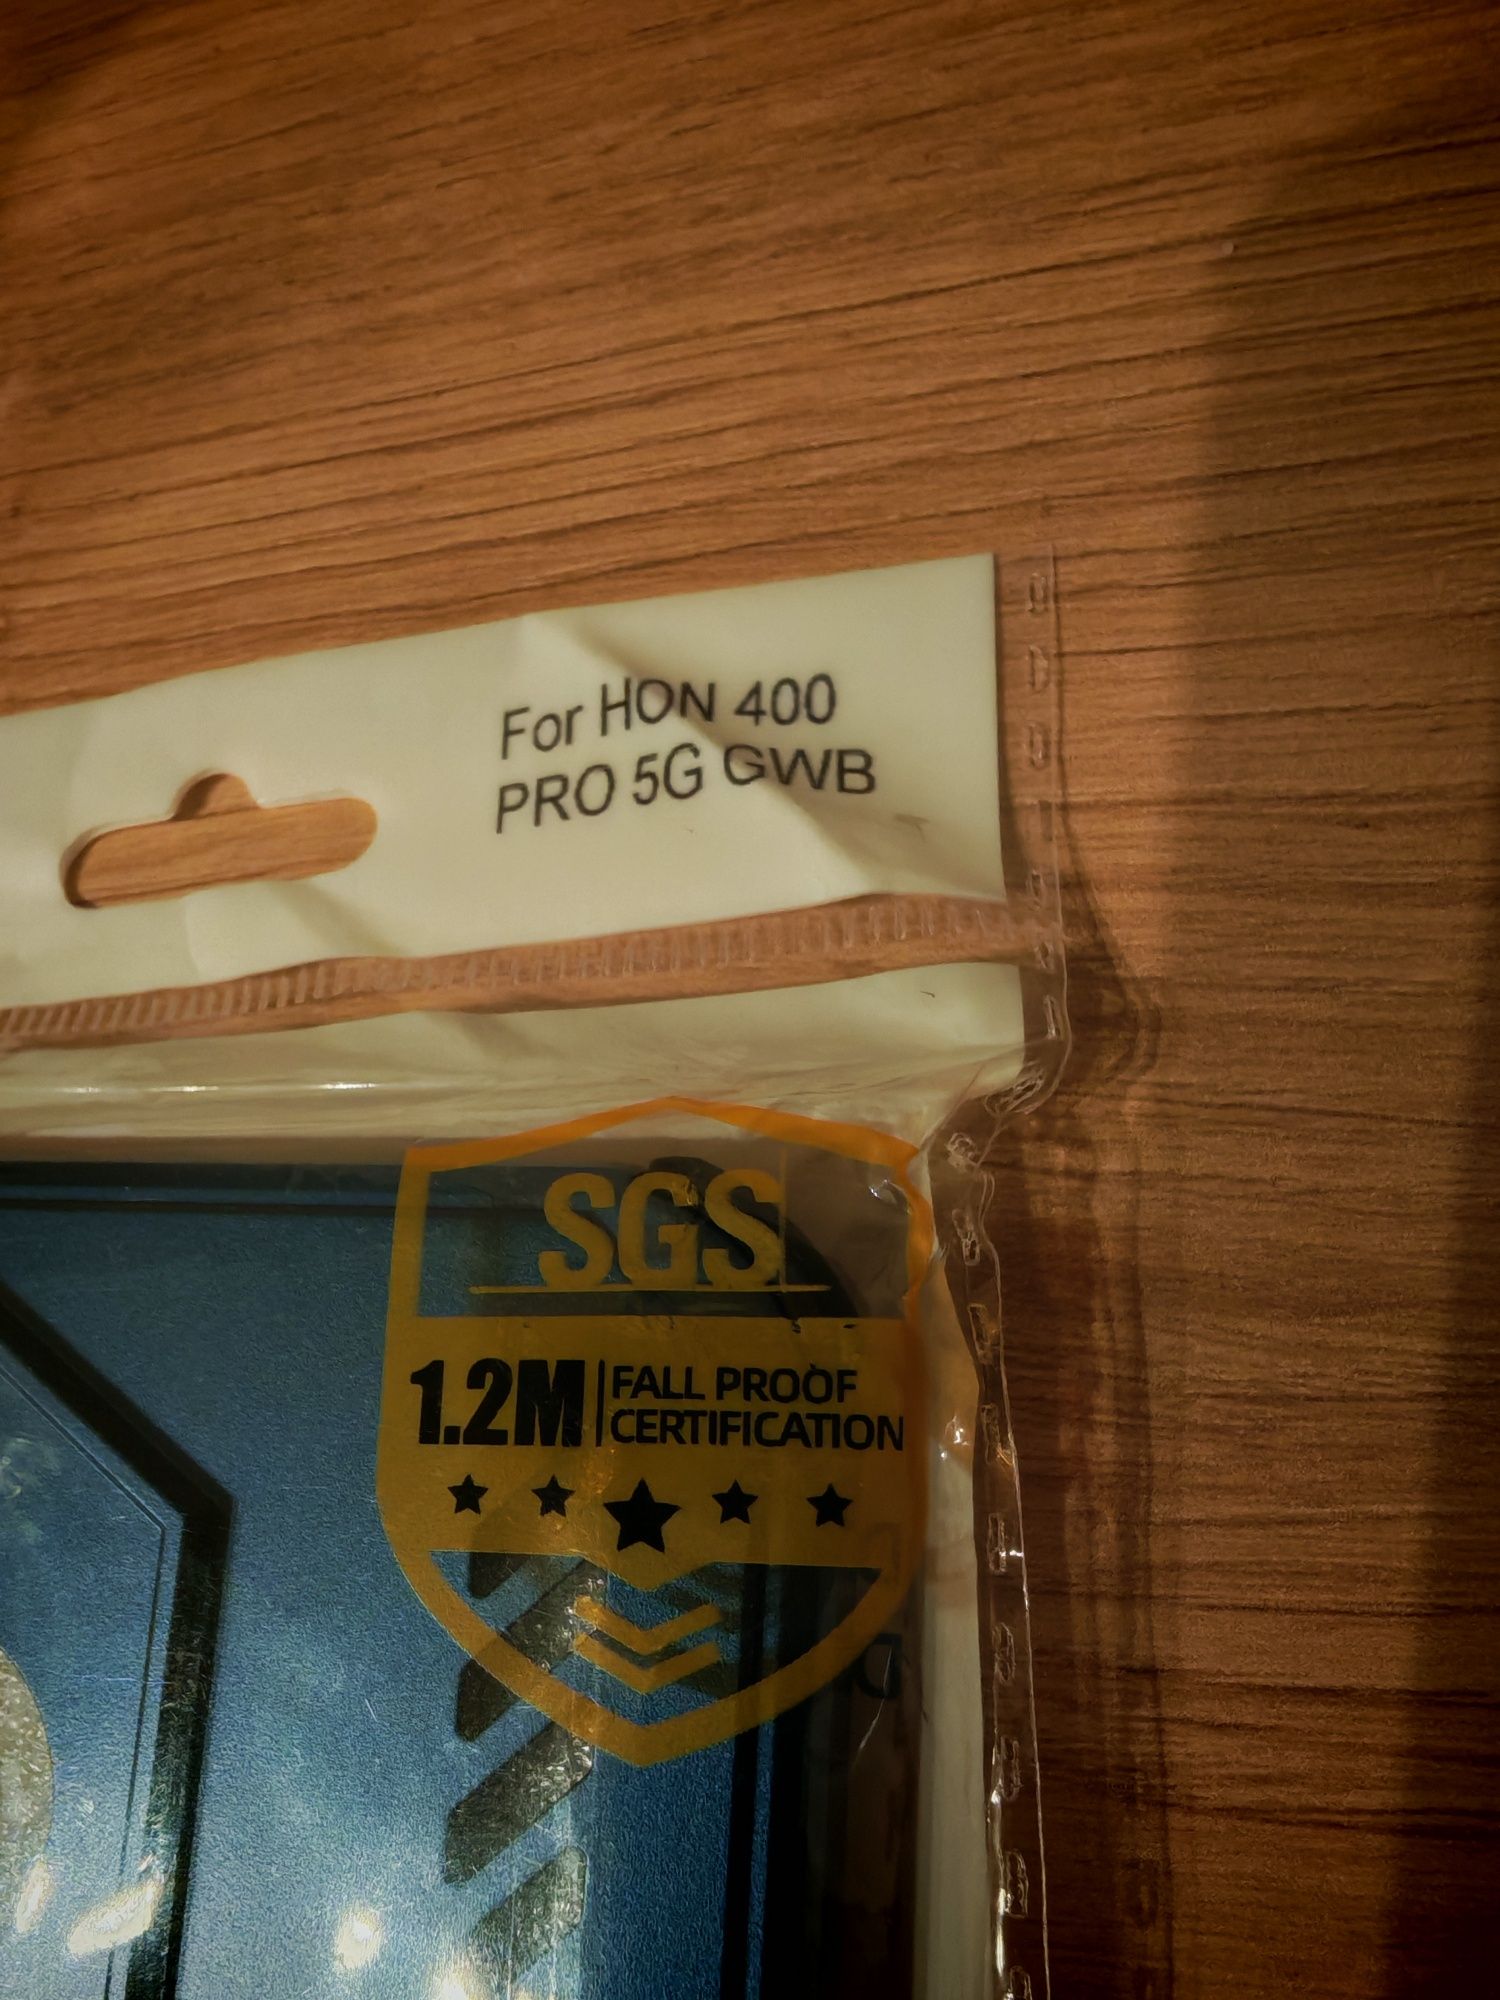 For HON 400
PRO 5G GWB
SGS
1.2M
FALL PROOF
CERTIFICATION